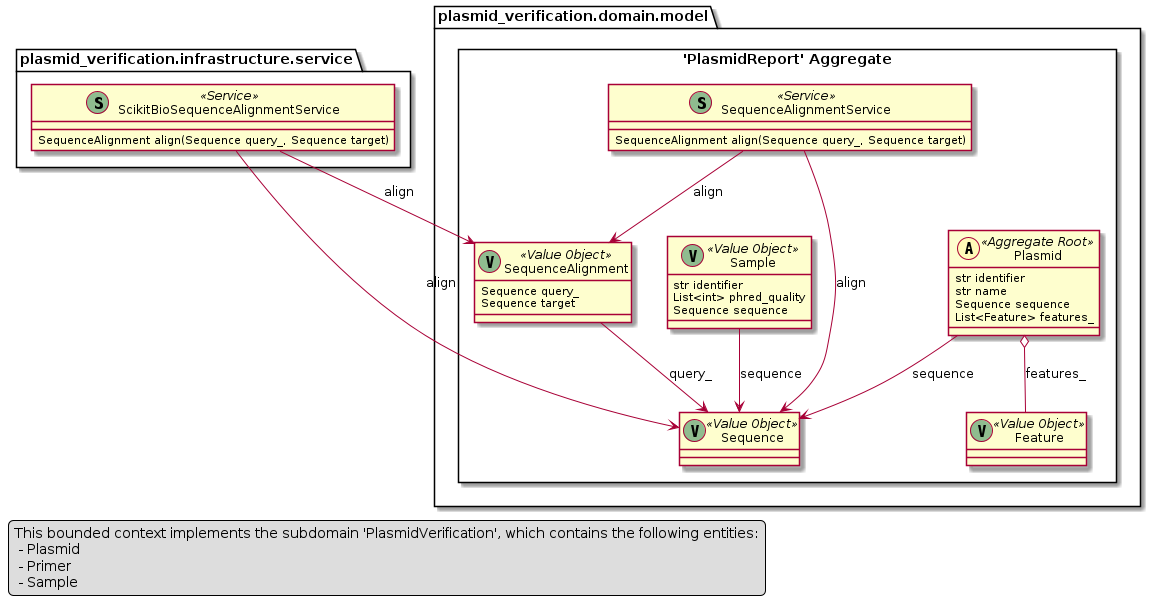 plasmid_verification.domain.model
plasmid_verification.infrastructure.service
'PlasmidReport' Aggregate
S
«Service»
ScikitBioSequenceAlignmentService
SequenceAlignment align(Sequence query_, Sequence target)
S
«Service»
SequenceAlignmentService
SequenceAlignment align(Sequence query_, Sequence target)
align
align
V
«Value Object»
SequenceAlignment
Sequence query_
Sequence target
V
«Value Object»
Sample
str identifier
List<int> phred_quality
Sequence sequence
A
«Aggregate Root»
Plasmid
str identifier
str name
Sequence sequence
List<Feature> features_
align
align
query_
sequence
sequence
features_
V
«Value Object»
Sequence
V
«Value Object»
Feature
This bounded context implements the subdomain 'PlasmidVerification', which contains the following entities:
- Plasmid
- Primer
- Sample